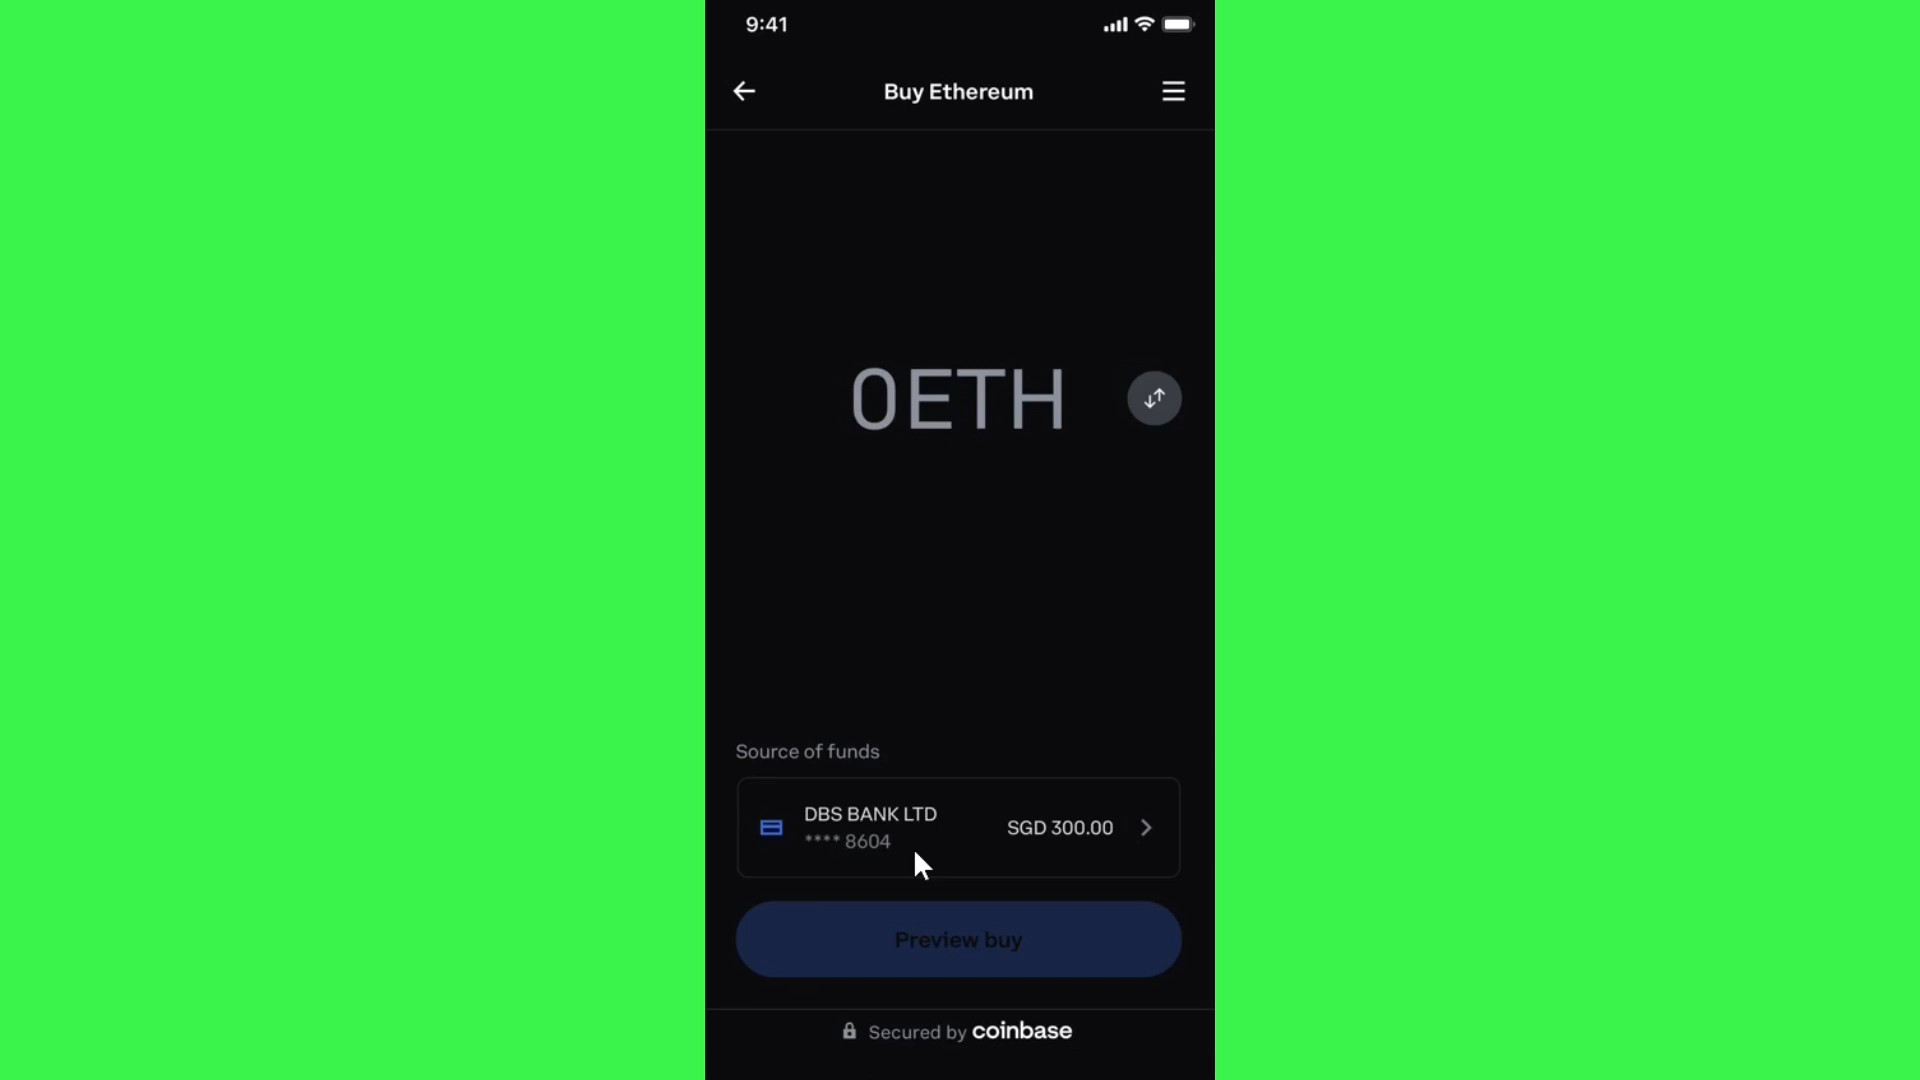 9:41
Buy Ethereum
0ETH
Source of funds
DBS BANK LTD
SGD 300.00
**** 8604
Preview buy
Secured by coinbase